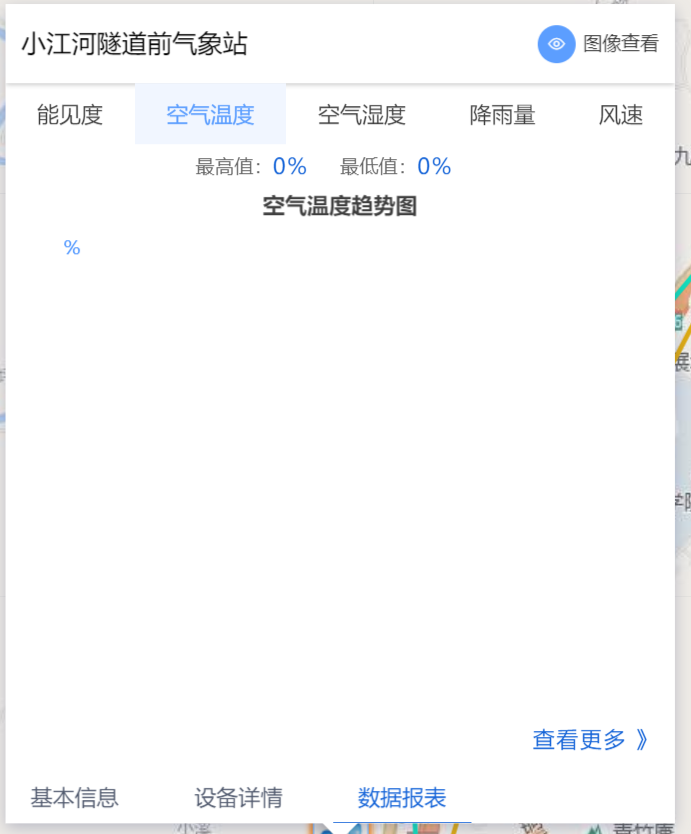 小江河隧道前气象站
图像查看
能见度 空气温度 空气湿度 降雨量 风速
最高值：0% 最低值：0%
空气温度趋势图
%
九
展
查看更多 》
基本信息 设备详情 数据报表